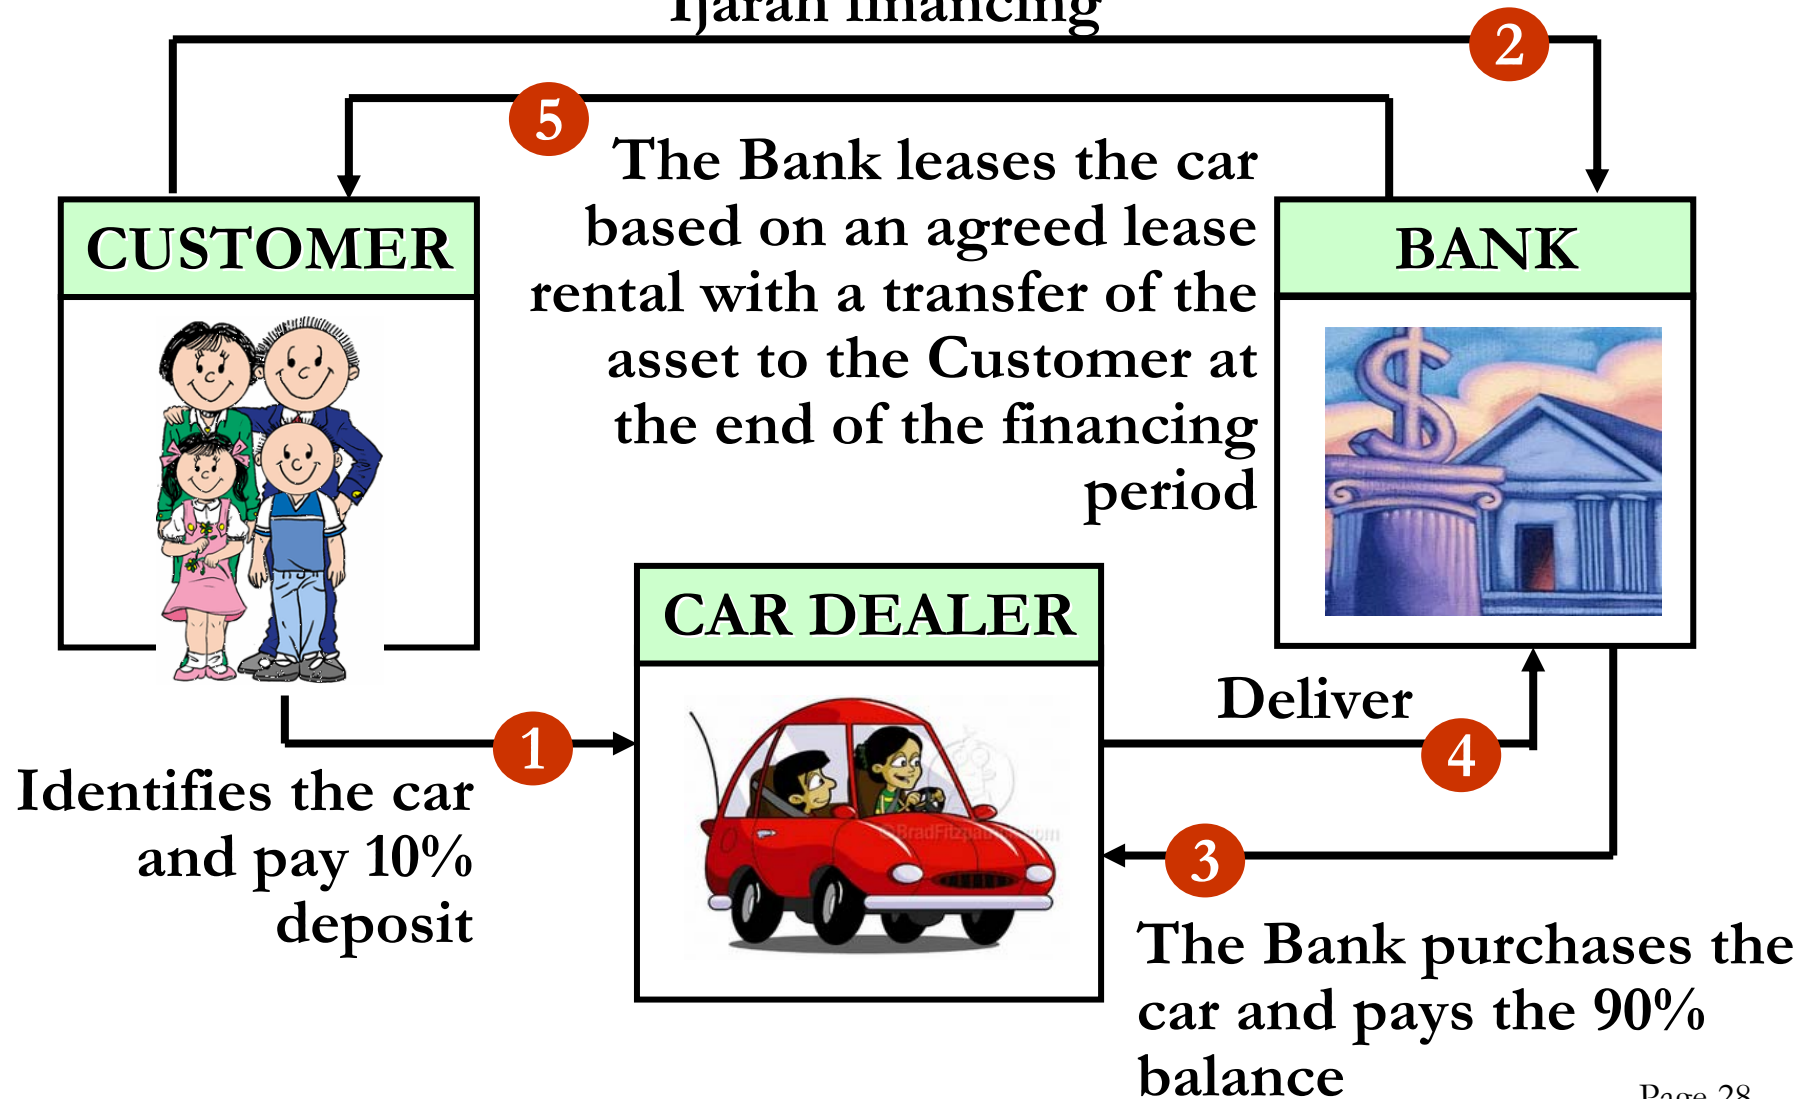 Ijarah financing
2
5
The Bank leases the car
based on an agreed lease
rental with a transfer of the
asset to the Customer at
the end of the financing
period
CUSTOMER
BANK
CAR DEALER
Deliver
1
4
Identifies the car
and pay 10%
deposit
©BradFitzpatrick.com
3
The Bank purchases the
car and pays the 90%
balance
Page 28